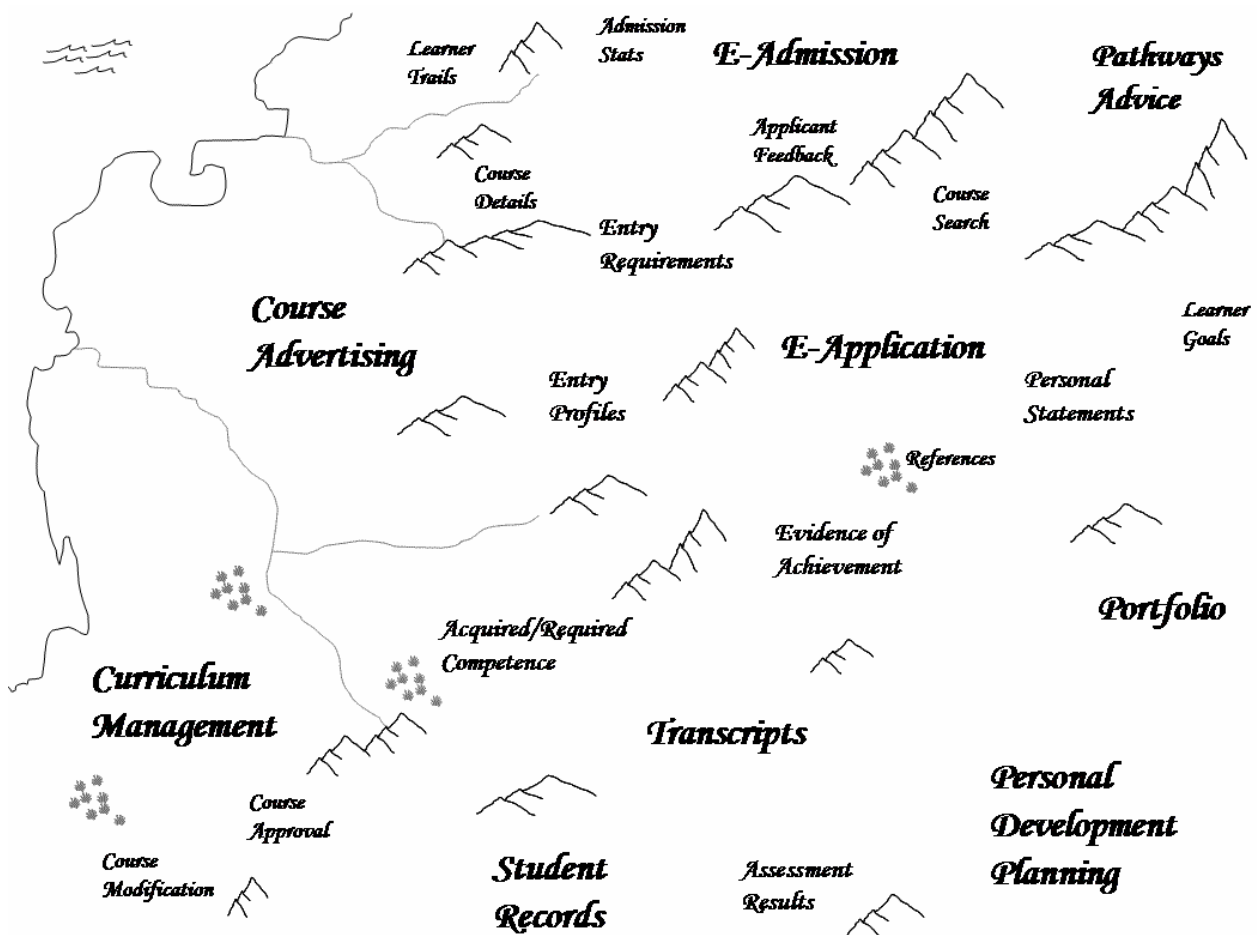 Learner
Trails
Admission
Stats
E-Admission
Pathways
Advice
Applicant
Feedback
Course
Details
Course
Search
Entry
Requirements
Course
Advertising
Learner
Goals
E-Application
Entry
Profiles
Personal
Statements
References
Evidence of
Achievement
Portfolio
Acquired/Required
Competence
Curriculum
Management
Transcripts
Personal
Development
Planning
Course
Approval
Course
Modification
Student
Records
Assessment
Results